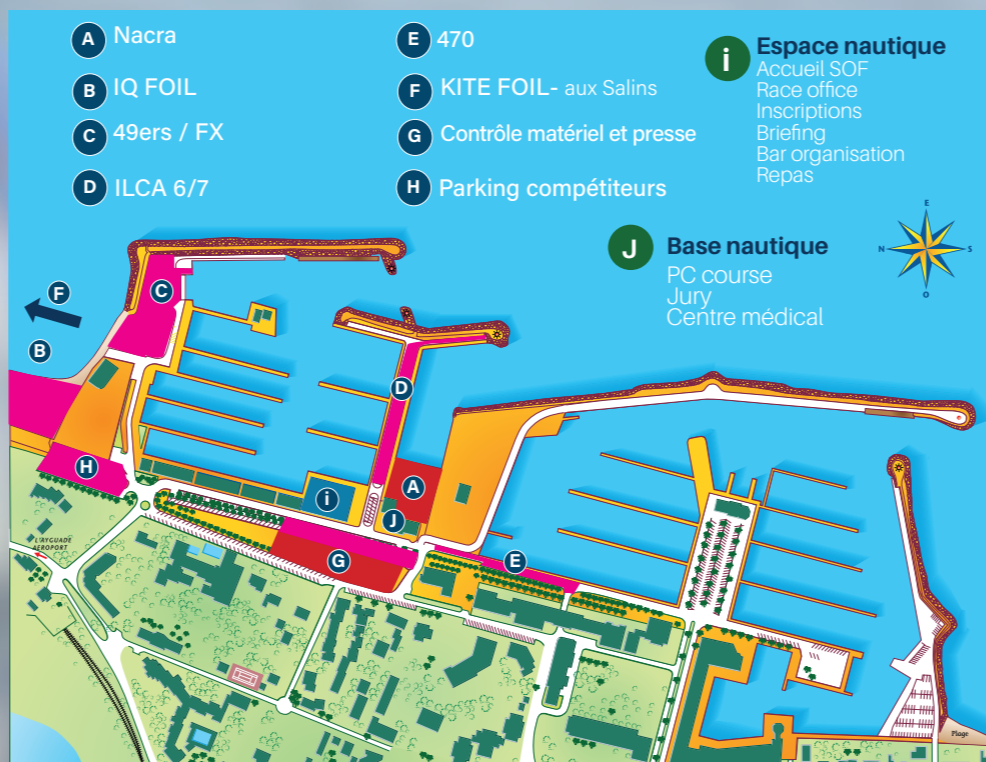 A Nacra
B IQ FOIL
C 49ers / FX
D ILCA 6/7
E 470
F KITE FOIL- aux Salins
G Contrôle matériel et presse
H Parking compétiteurs
i Espace nautique
Accueil SOF
Race office
Inscriptions
Briefing
Bar organisation
Repas
J Base nautique
PC course
Jury
Centre médical
E
N
S
O
F
C
B
D
H
i
A
J
G
E
L'AYGUADE
AEROPORT
Plage